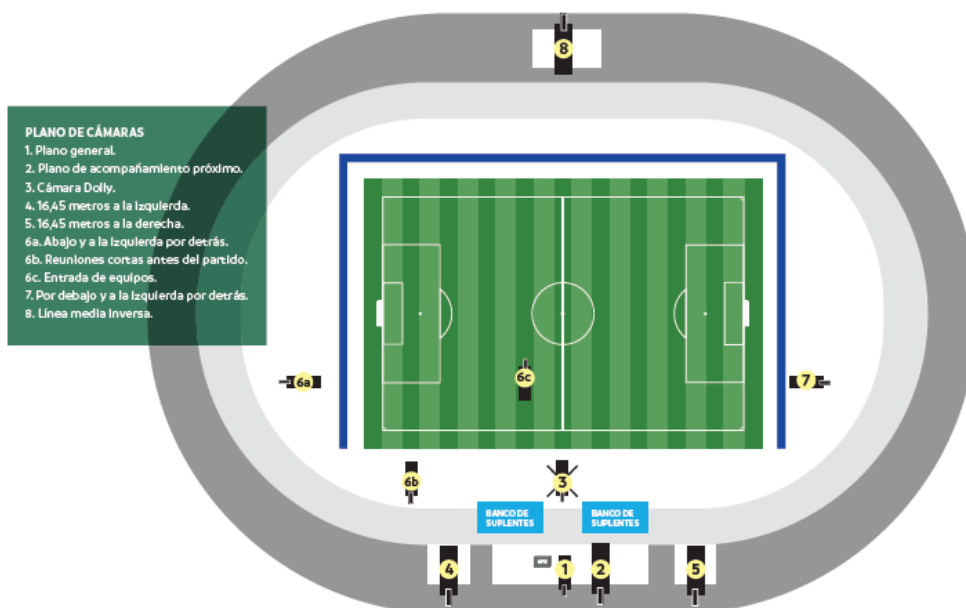 8
PLANO DE CÁMARAS
1. Plano general.
2. Plano de acompañamiento próximo.
3. Cámara Dolly.
4. 16,45 metros a la izquierda.
5. 16,45 metros a la derecha.
6a. Abajo y a la izquierda por detrás.
6b. Reuniones cortas antes del partido.
6c. Entrada de equipos.
7. Por debajo y a la izquierda por detrás.
8. Línea media inversa.
6a
6c
7
6b
3
BANCO DE
SUPLENTES
BANCO DE
SUPLENTES
4
1
2
5